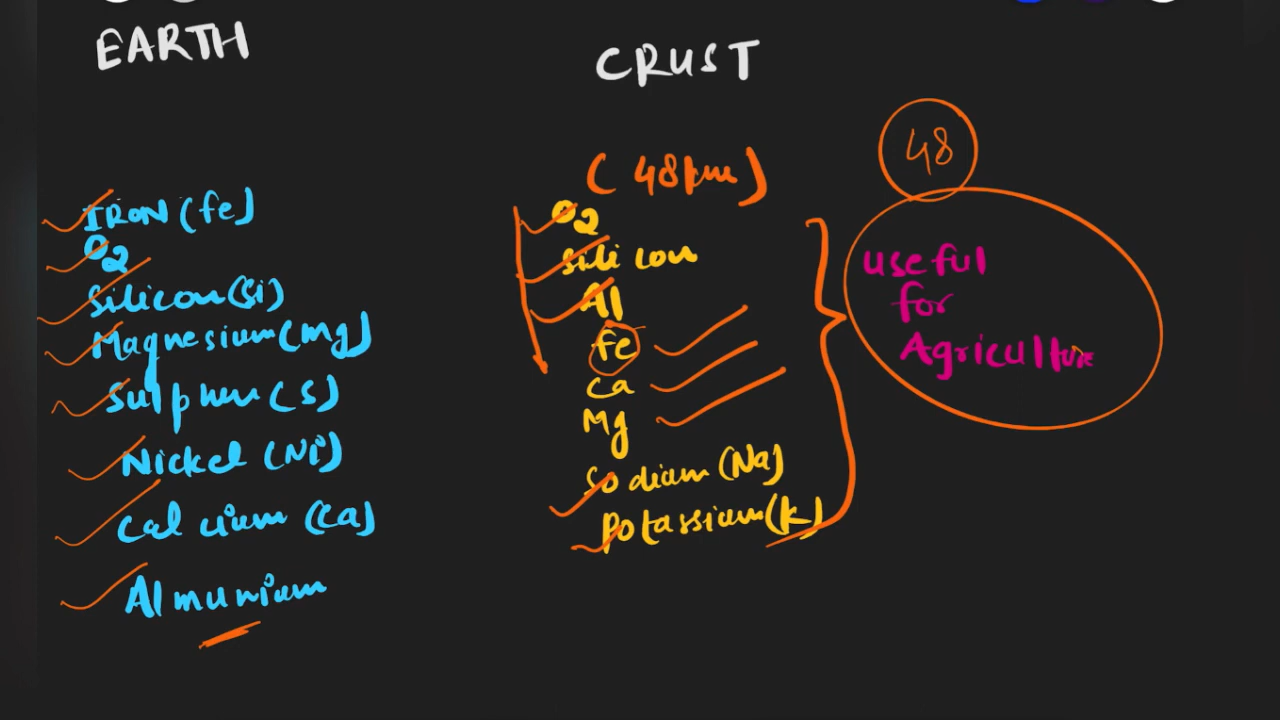 EARTH
CRUST
(48km)
48
IRON (fe)
O2
Silicon (Si)
Magnesium (Mg)
Sulpher (S)
Nickel (Ni)
Calcium (Ca)
Almunium
O2
Silicon
Al
fe
Ca
Mg
Sodium (Na)
Potassium (K)
useful
for
Agriculture